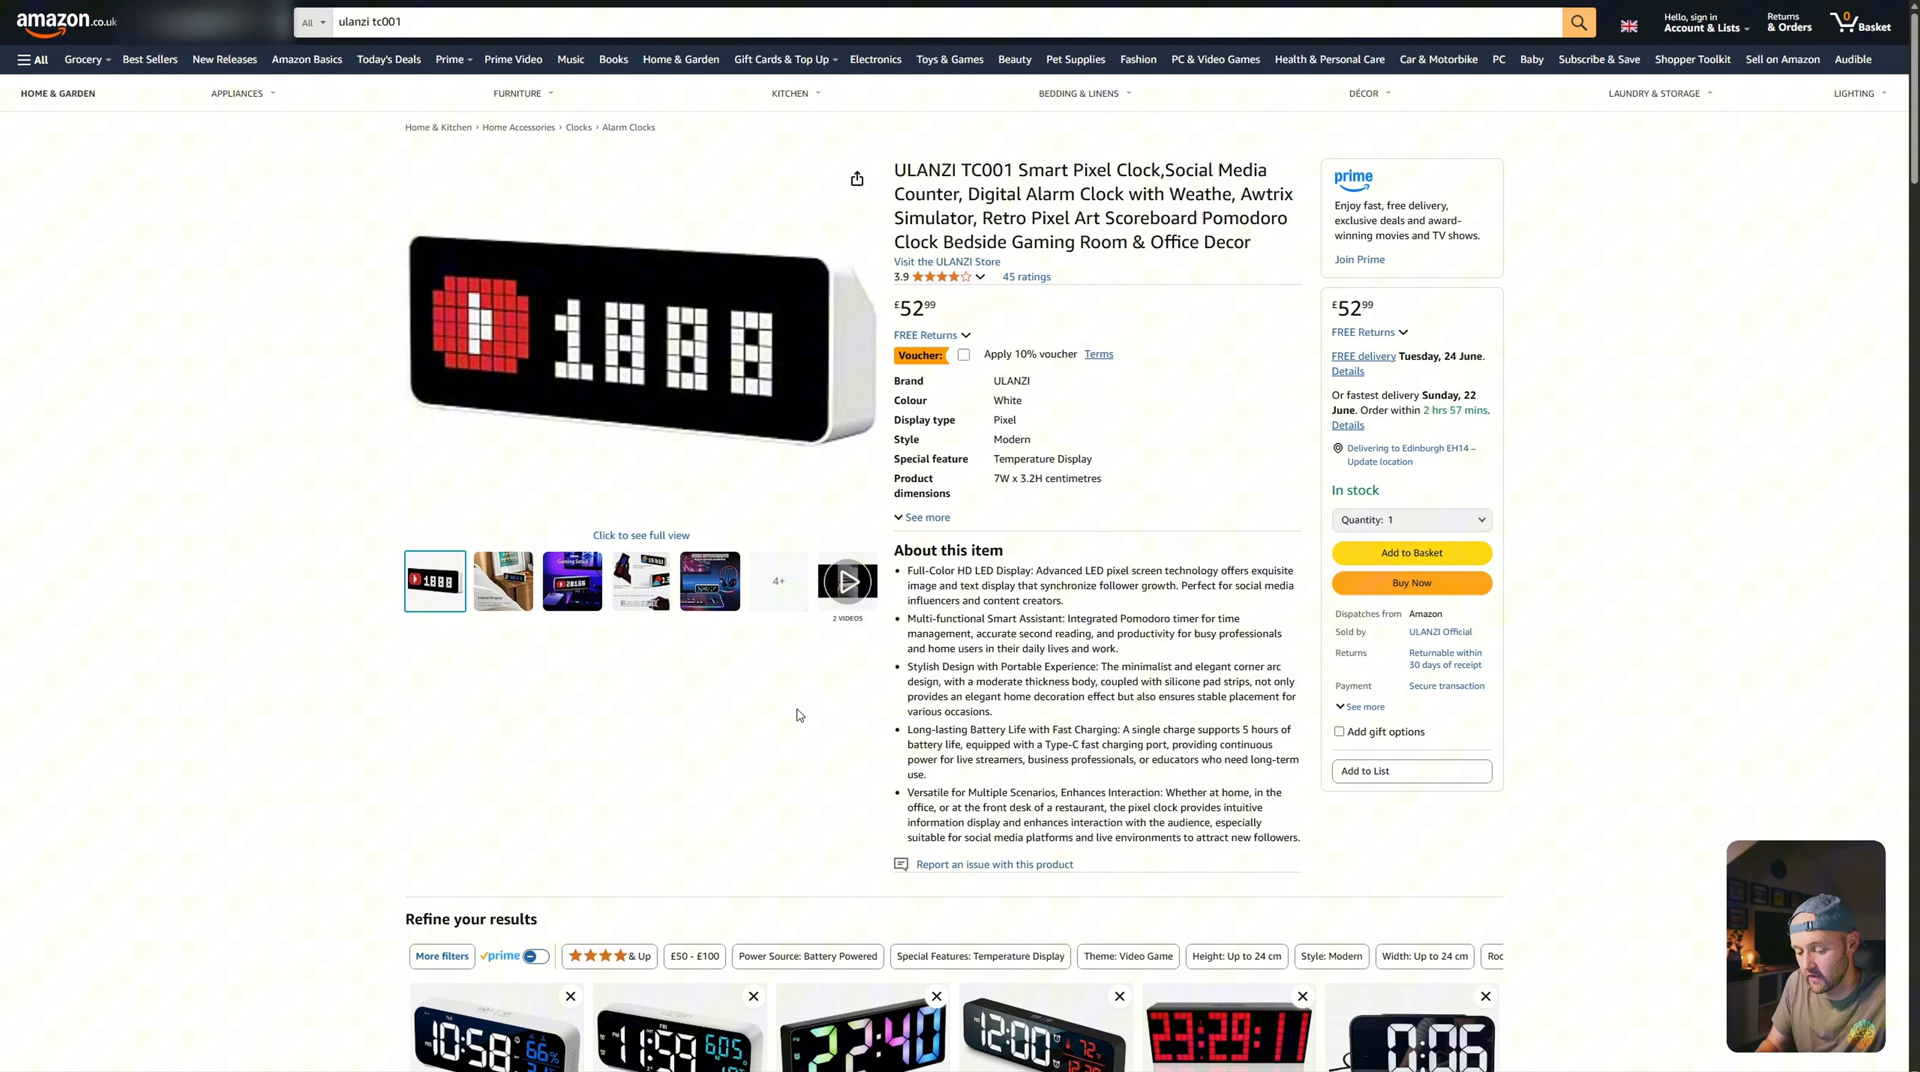 amazon.co.uk
All
ulanzi tc001
Hello, sign in
Account & Lists
Returns
& Orders
0
Basket
All
Grocery
Best Sellers
New Releases
Amazon Basics
Today's Deals
Prime
Prime Video
Music
Books
Home & Garden
Gift Cards & Top Up
Electronics
Toys & Games
Beauty
Pet Supplies
Fashion
PC & Video Games
Health & Personal Care
Car & Motorbike
PC
Baby
Subscribe & Save
Shopper Toolkit
Sell on Amazon
Audible
HOME & GARDEN
APPLIANCES
FURNITURE
KITCHEN
BEDDING & LINENS
DÉCOR
LAUNDRY & STORAGE
LIGHTING
Home & Kitchen › Home Accessories › Clocks › Alarm Clocks
1888
Click to see full view
4+
2 VIDEOS
ULANZI TC001 Smart Pixel Clock,Social Media
Counter, Digital Alarm Clock with Weathe, Awtrix
Simulator, Retro Pixel Art Scoreboard Pomodoro
Clock Bedside Gaming Room & Office Decor
Visit the ULANZI Store
3.9
45 ratings
£52.99
FREE Returns
Voucher:
Apply 10% voucher Terms
Brand ULANZI
Colour White
Display type Pixel
Style Modern
Special feature Temperature Display
Product dimensions 7W x 3.2H centimetres
See more
About this item
• Full-Color HD LED Display: Advanced LED pixel screen technology offers exquisite
image and text display that synchronize follower growth. Perfect for social media
influencers and content creators.
• Multi-functional Smart Assistant: Integrated Pomodoro timer for time
management, accurate second reading, and productivity for busy professionals
and home users in their daily lives and work.
• Stylish Design with Portable Experience: The minimalist and elegant corner arc
design, with a moderate thickness body, coupled with silicone pad strips, not only
provides an elegant home decoration effect but also ensures stable placement for
various occasions.
• Long-lasting Battery Life with Fast Charging: A single charge supports 5 hours of
battery life, equipped with a Type-C fast charging port, providing continuous
power for live streamers, business professionals, or educators who need long-term
use.
• Versatile for Multiple Scenarios, Enhances Interaction: Whether at home, in the
office, or at the front desk of a restaurant, the pixel clock provides intuitive
information display and enhances interaction with the audience, especially
suitable for social media platforms and live environments to attract new followers.
Report an issue with this product
prime
Enjoy fast, free delivery,
exclusive deals and award-
winning movies and TV shows.
Join Prime
£52.99
FREE Returns
FREE delivery Tuesday, 24 June.
Details
Or fastest delivery Sunday, 22
June. Order within 2 hrs 57 mins.
Details
Delivering to Edinburgh EH14 –
Update location
In stock
Quantity: 1
Add to Basket
Buy Now
Dispatches from Amazon
Sold by ULANZI Official
Returns Returnable within
30 days of receipt
Payment Secure transaction
See more
Add gift options
Add to List
Refine your results
More filters
prime
& Up
£50 - £100
Power Source: Battery Powered
Special Features: Temperature Display
Theme: Video Game
Height: Up to 24 cm
Style: Modern
Width: Up to 24 cm
Roo
10:58
66%
11:59
6.05
22:40
12:00
72°F
23:29:11
0:06